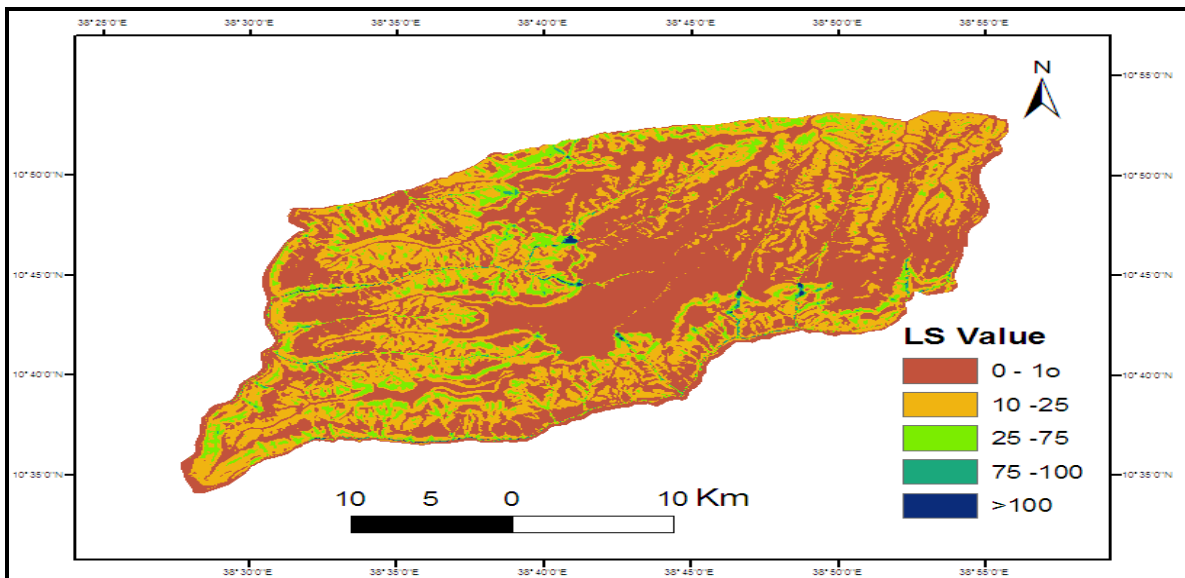 38°25'0"E 38°30'0"E 38°35'0"E 38°40'0"E 38°45'0"E 38°50'0"E 38°55'0"E
10°55'0"N
N
10°50'0"N 10°50'0"N
10°45'0"N 10°45'0"N
LS Value
0 - 1o
10°40'0"N 10°40'0"N
10 -25
25 -75
10°35'0"N 10°35'0"N
75 -100
10 5 0 10 Km
>100
38°30'0"E 38°35'0"E 38°40'0"E 38°45'0"E 38°50'0"E 38°55'0"E